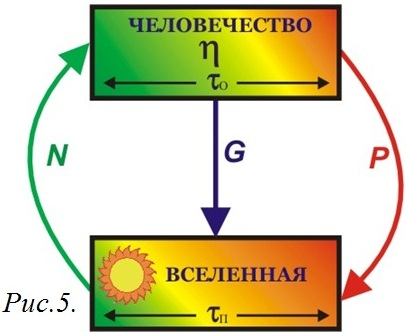 ЧЕЛОВЕЧЕСТВО
η
τо
N
G
P
ВСЕЛЕННАЯ
τп
Рис.5.